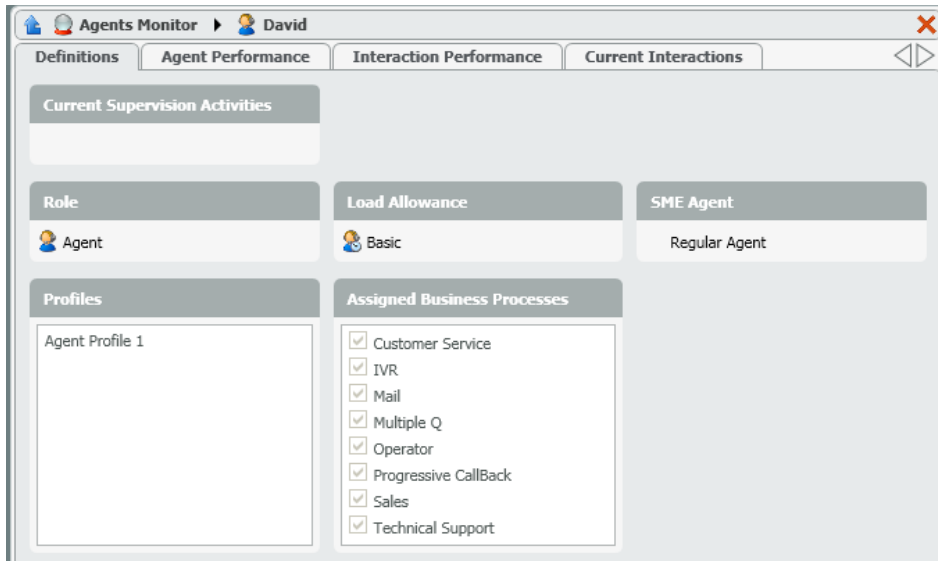 Agents Monitor David
Definitions Agent Performance Interaction Performance Current Interactions
Current Supervision Activities
Role Load Allowance SME Agent
Agent Basic Regular Agent
Profiles Assigned Business Processes
Agent Profile 1
Customer Service
IVR
Mail
Multiple Q
Operator
Progressive CallBack
Sales
Technical Support